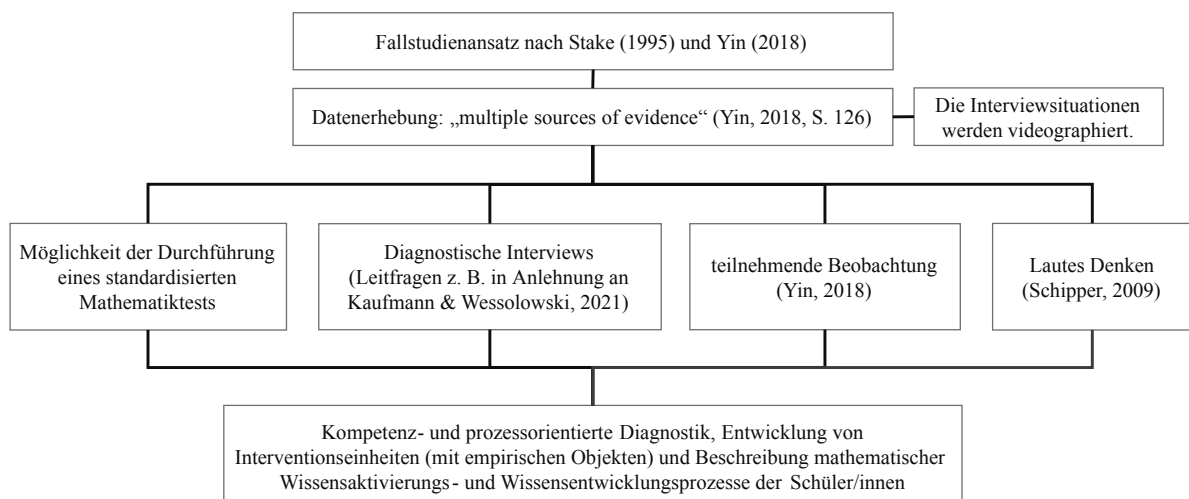 Fallstudienansatz nach Stake (1995) und Yin (2018)
Datenerhebung: „multiple sources of evidence“ (Yin, 2018, S. 126)
Die Interviewsituationen
werden videographiert.
Möglichkeit der Durchführung
eines standardisierten
Mathematiktests
Diagnostische Interviews
(Leitfragen z. B. in Anlehnung an
Kaufmann & Wessolowski, 2021)
teilnehmende Beobachtung
(Yin, 2018)
Lautes Denken
(Schipper, 2009)
Kompetenz- und prozessorientierte Diagnostik, Entwicklung von
Interventionseinheiten (mit empirischen Objekten) und Beschreibung mathematischer
Wissensaktivierungs- und Wissensentwicklungsprozesse der Schüler/innen